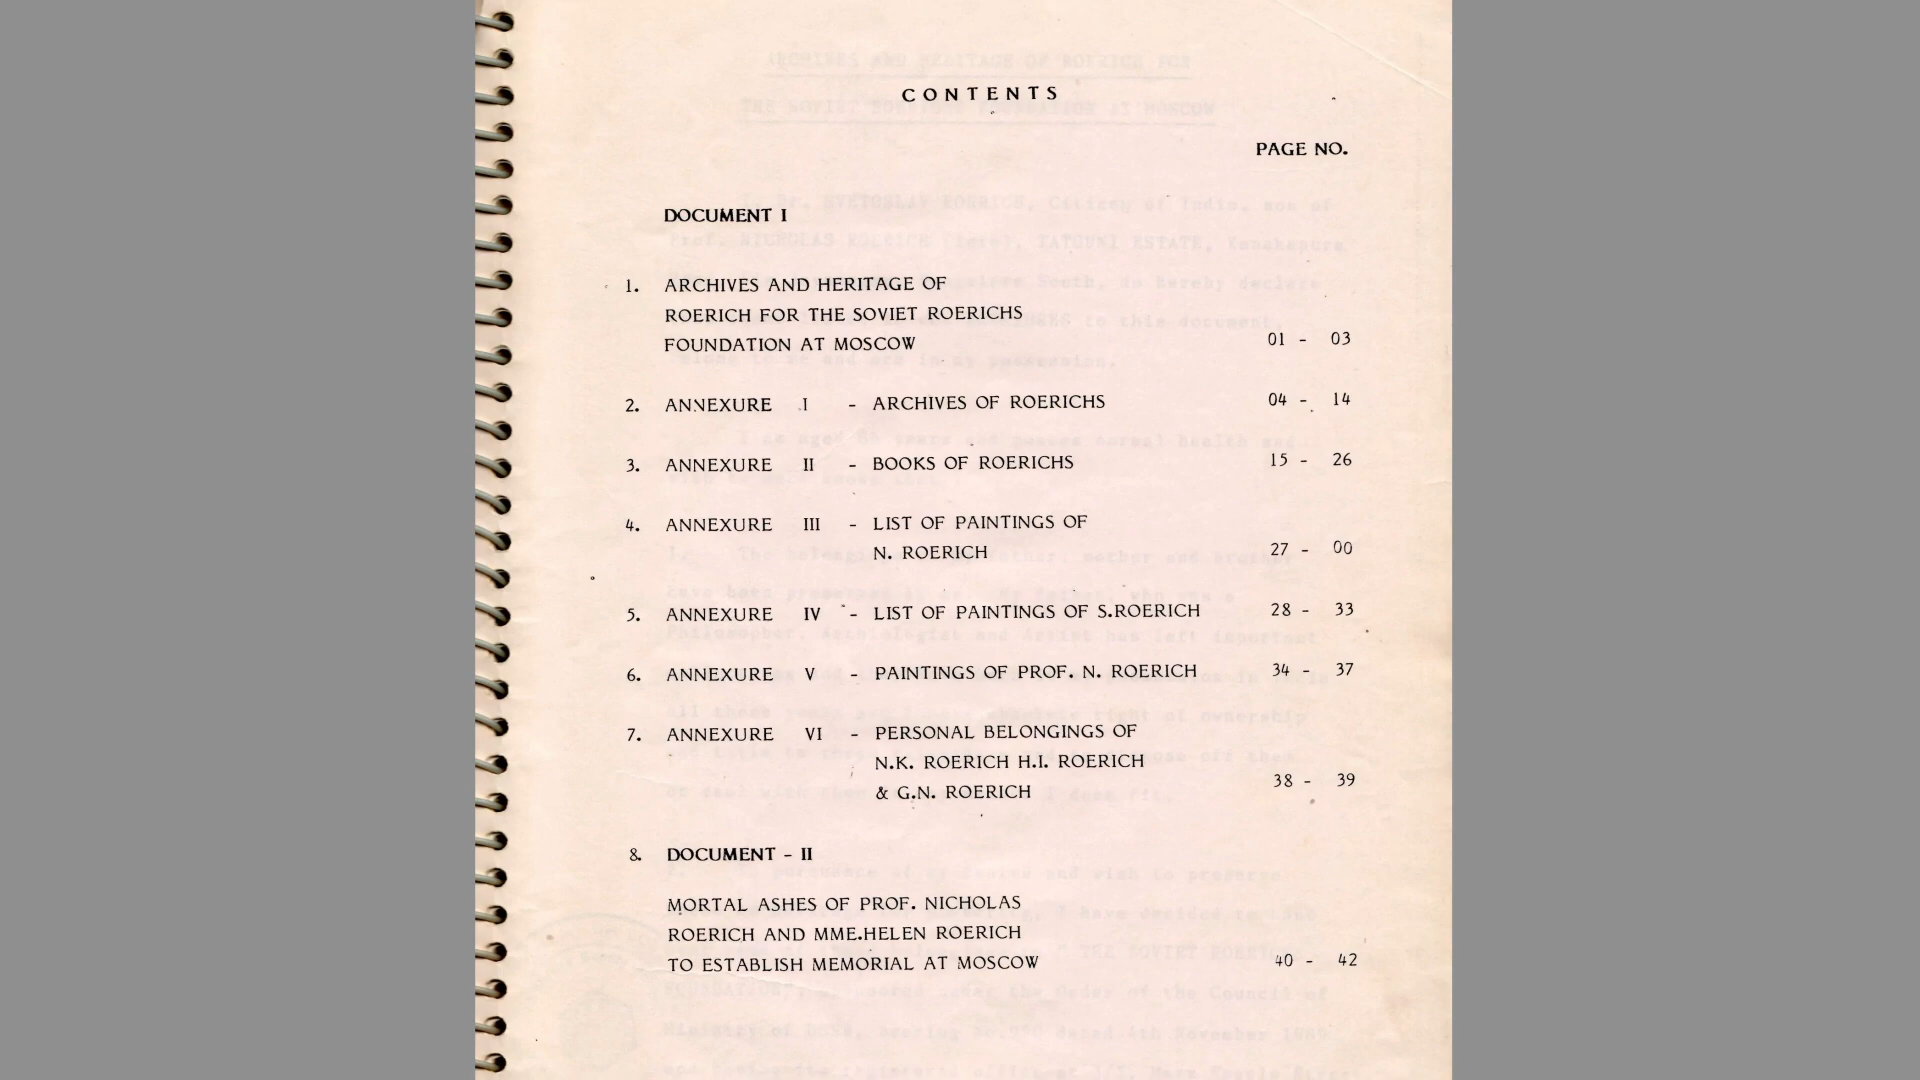 CONTENTS
PAGE NO.
DOCUMENT I
1. ARCHIVES AND HERITAGE OF
ROERICH FOR THE SOVIET ROERICHS
FOUNDATION AT MOSCOW 01 - 03
2. ANNEXURE I - ARCHIVES OF ROERICHS 04 - 14
3. ANNEXURE II - BOOKS OF ROERICHS 15 - 26
4. ANNEXURE III - LIST OF PAINTINGS OF
N. ROERICH 27 - 00
5. ANNEXURE IV - LIST OF PAINTINGS OF S.ROERICH 28 - 33
6. ANNEXURE V - PAINTINGS OF PROF. N. ROERICH 34 - 37
7. ANNEXURE VI - PERSONAL BELONGINGS OF
N.K. ROERICH H.I. ROERICH
& G.N. ROERICH 38 - 39
8. DOCUMENT - II
MORTAL ASHES OF PROF. NICHOLAS
ROERICH AND MME.HELEN ROERICH
TO ESTABLISH MEMORIAL AT MOSCOW 40 - 42